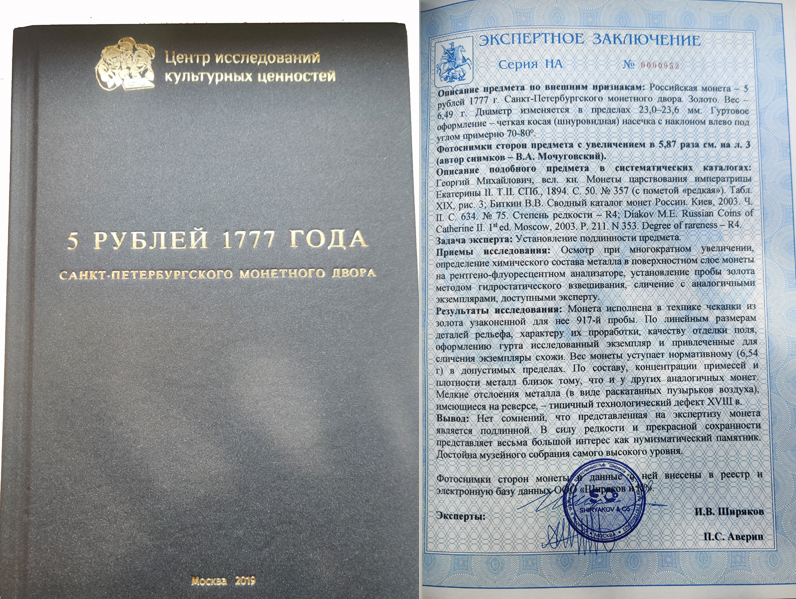 Центр исследований
культурных ценностей
5 РУБЛЕЙ 1777 ГОДА
САНКТ-ПЕТЕРБУРГСКОГО МОНЕТНОГО ДВОРА
Москва 2019
ЭКСПЕРТНОЕ ЗАКЛЮЧЕНИЕ
Серия НА № 0000952
Описание предмета по внешним признакам: Российская монета – 5
рублей 1777 г. Санкт-Петербургского монетного двора. Золото. Вес –
6,49 г. Диаметр изменяется в пределах 23,0–23,6 мм. Гуртовое
оформление – четкая косая (шнуровидная) насечка с наклоном влево под
углом примерно 70-80°.
Фотоснимки сторон предмета с увеличением в 5,87 раза см. на л. 3
(автор снимков – В.А. Мочуговский).
Описание подобного предмета в систематических каталогах:
Георгий Михайлович, вел. кн. Монеты царствования императрицы
Екатерины II. Т.II. СПб., 1894. С. 50. № 357 (с пометой «редкая»). Табл.
XIX, рис. 3; Биткин В.В. Сводный каталог монет России. Киев, 2003. Ч.
II. С. 634. № 75. Степень редкости – R4; Diakov M.E. Russian Coins of
Catherine II. 1st ed. Moscow, 2003. P. 211. N 353. Degree of rareness – R4.
Задача эксперта: Установление подлинности предмета.
Приемы исследования: Осмотр при многократном увеличении,
определение химического состава металла в поверхностном слое монеты
на рентгено-флуоресцентном анализаторе, установление пробы золота
методом гидростатического взвешивания, сличение с аналогичными
экземплярами, доступными эксперту.
Результаты исследования: Монета исполнена в технике чеканки из
золота узаконенной для нее 917-й пробы. По линейным размерам
деталей рельефа, характеру их проработки, качеству отделки поля,
оформлению гурта исследованный экземпляр и привлеченные для
сличения экземпляры схожи. Вес монеты уступает нормативному (6,54
г) в допустимых пределах. По составу, концентрации примесей и
плотности металл близок тому, что и у других аналогичных монет.
Мелкие отслоения металла (в виде раскатанных пузырьков воздуха),
имеющиеся на реверсе, – типичный технологический дефект XVIII в.
Вывод: Нет сомнений, что представленная на экспертизу монета
является подлинной. В силу редкости и прекрасной сохранности
представляет весьма большой интерес как нумизматический памятник.
Достойна музейного собрания самого высокого уровня.
Фотоснимки сторон монеты и данные о ней внесены в реестр и
электронную базу данных ООО «Ширяков и К°».
SHIRYAKOV & CO
Эксперты: И.В. Ширяков
П.С. Аверин